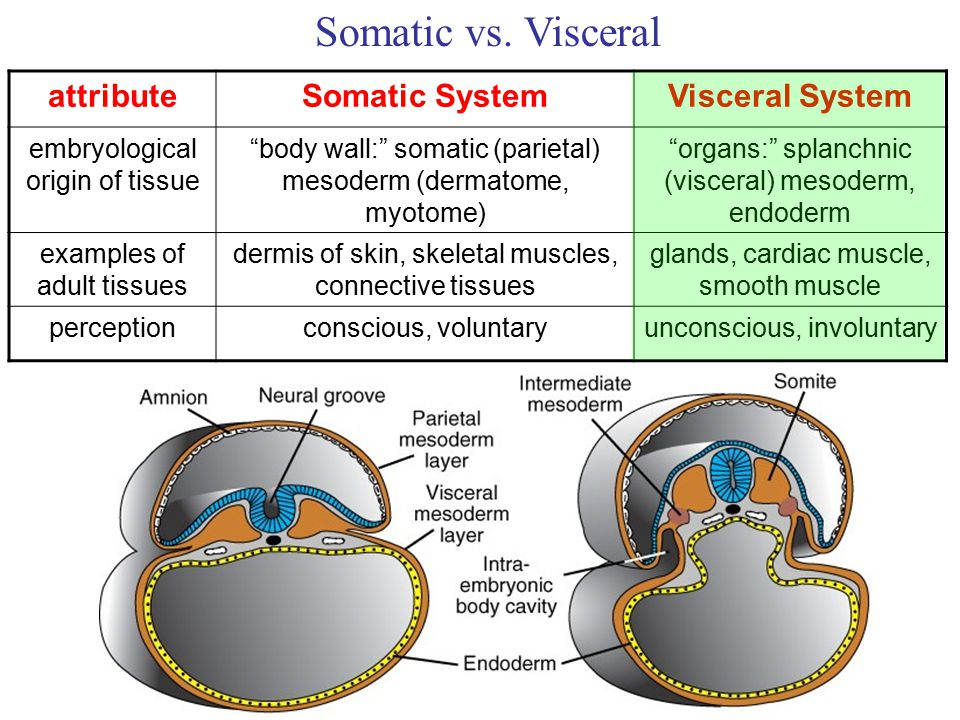 Somatic vs. Visceral
attribute
Somatic System
Visceral System
embryological
origin of tissue
“body wall:” somatic (parietal)
mesoderm (dermatome,
myotome)
“organs:” splanchnic
(visceral) mesoderm,
endoderm
examples of
adult tissues
dermis of skin, skeletal muscles,
connective tissues
glands, cardiac muscle,
smooth muscle
perception
conscious, voluntary
unconscious, involuntary
Amnion
Neural groove
Parietal
mesoderm
layer
Visceral
mesoderm
layer
Intermediate
mesoderm
Somite
Intra-
embryonic
body cavity
Endoderm